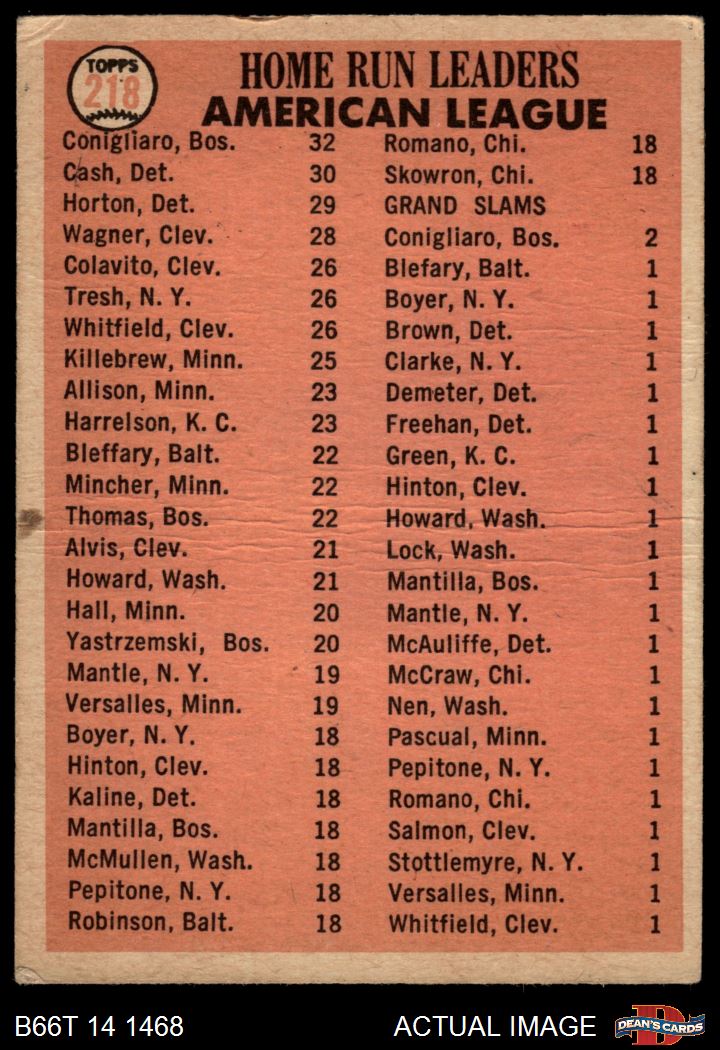 TOPPS
218
HOME RUN LEADERS
AMERICAN LEAGUE
Conigliaro, Bos. 32
Cash, Det. 30
Horton, Det. 29
Wagner, Clev. 28
Colavito, Clev. 26
Tresh, N. Y. 26
Whitfield, Clev. 26
Killebrew, Minn. 25
Allison, Minn. 23
Harrelson, K. C. 23
Bleffary, Balt. 22
Mincher, Minn. 22
Thomas, Bos. 22
Alvis, Clev. 21
Howard, Wash. 21
Hall, Minn. 20
Yastrzemski, Bos. 20
Mantle, N. Y. 19
Versalles, Minn. 19
Boyer, N. Y. 18
Hinton, Clev. 18
Kaline, Det. 18
Mantilla, Bos. 18
McMullen, Wash. 18
Pepitone, N. Y. 18
Robinson, Balt. 18
Romano, Chi. 18
Skowron, Chi. 18
GRAND SLAMS
Conigliaro, Bos. 2
Blefary, Balt. 1
Boyer, N. Y. 1
Brown, Det. 1
Clarke, N. Y. 1
Demeter, Det. 1
Freehan, Det. 1
Green, K. C. 1
Hinton, Clev. 1
Howard, Wash. 1
Lock, Wash. 1
Mantilla, Bos. 1
Mantle, N. Y. 1
McAuliffe, Det. 1
McCraw, Chi. 1
Nen, Wash. 1
Pascual, Minn. 1
Pepitone, N. Y. 1
Romano, Chi. 1
Salmon, Clev. 1
Stottlemyre, N. Y. 1
Versalles, Minn. 1
Whitfield, Clev. 1
B66T 14 1468
ACTUAL IMAGE
DEAN'S CARDS